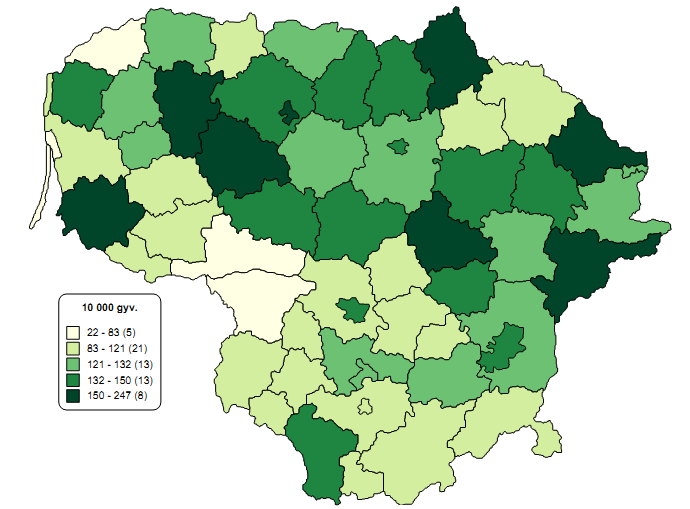 10 000 gyv.
22 - 83 (5)
83 - 121 (21)
121 - 132 (13)
132 - 150 (13)
150 - 247 (8)